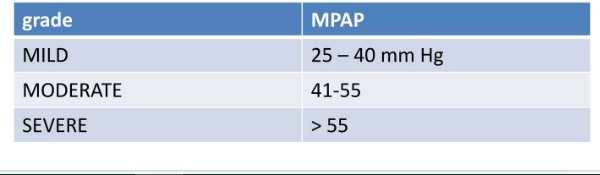 grade MPAP
MILD 25 – 40 mm Hg
MODERATE 41-55
SEVERE > 55